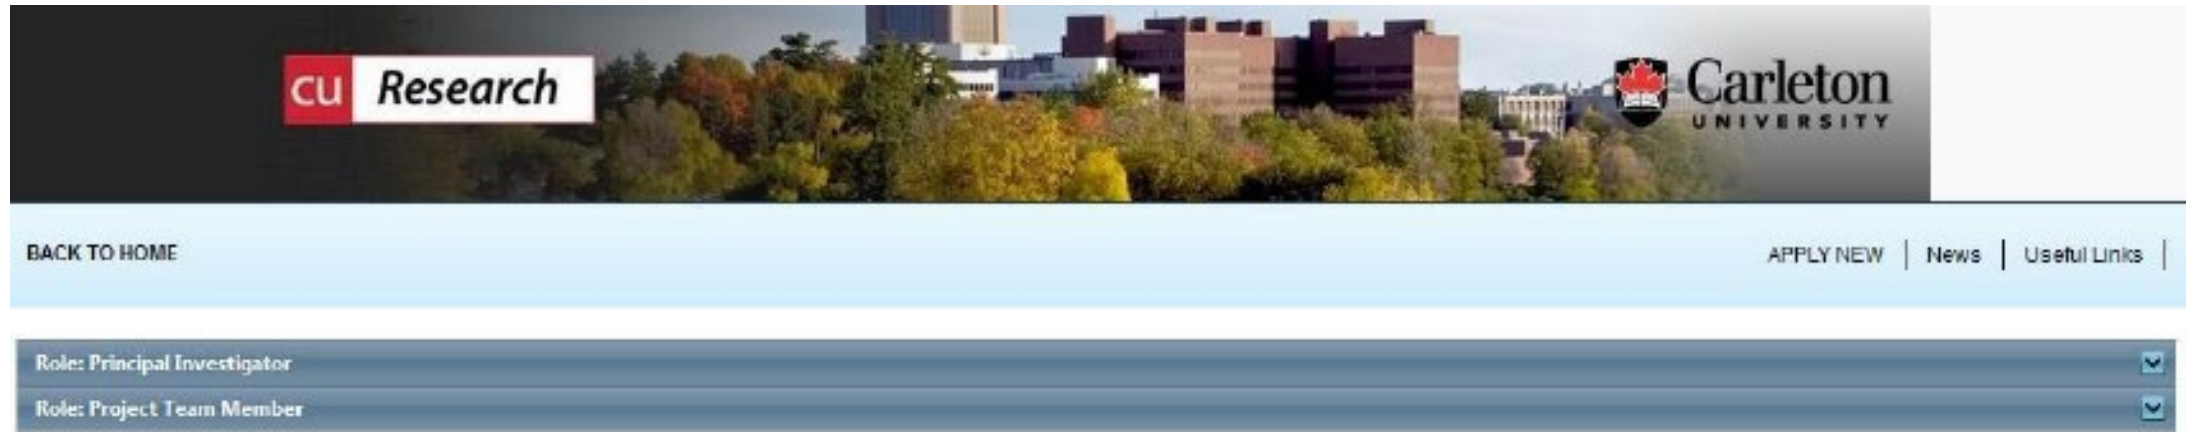 cu Research
Carleton
UNIVERSITY
BACK TO HOME
APPLY NEW | News | Useful Links |
Role: Principal Investigator
Role: Project Team Member